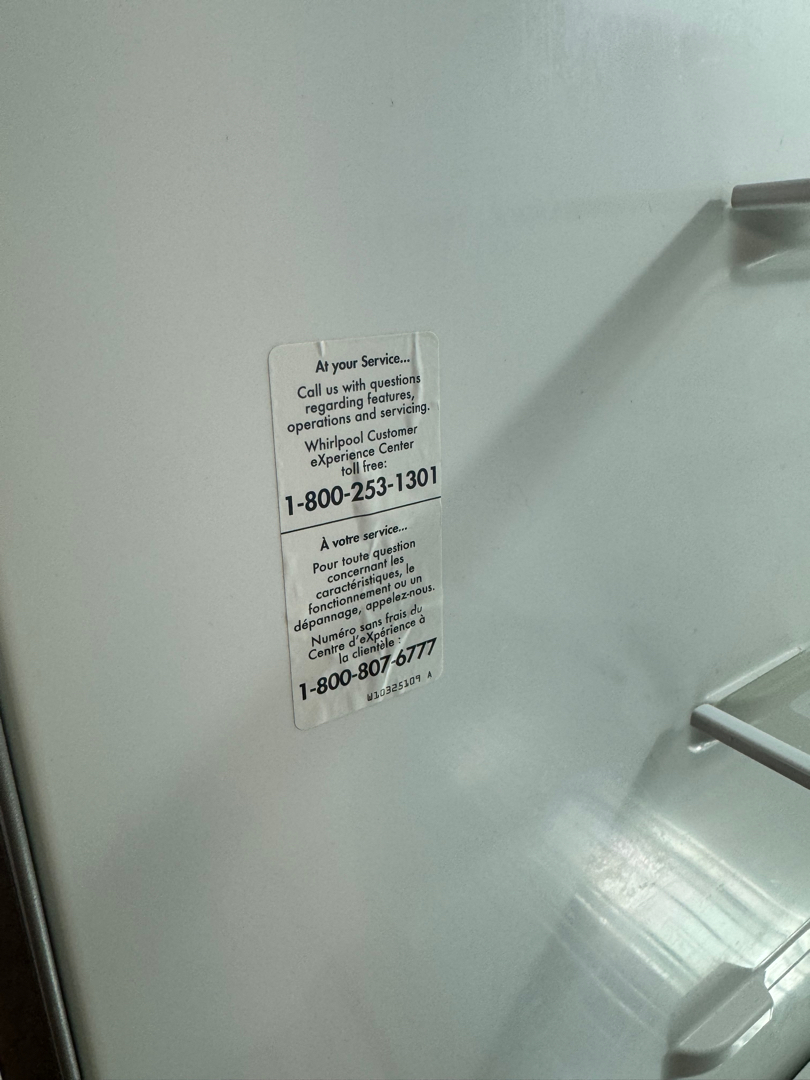 At your Service...
Call us with questions
regarding features,
operations and servicing.
Whirlpool Customer
eXperience Center
toll free:
1-800-253-1301
À votre service...
Pour toute question
concernant les
caractéristiques, le
fonctionnement ou un
dépannage, appelez-nous.
Numéro sans frais du
Centre d'eXpérience à
la clientèle :
1-800-807-6777
W10325109 A